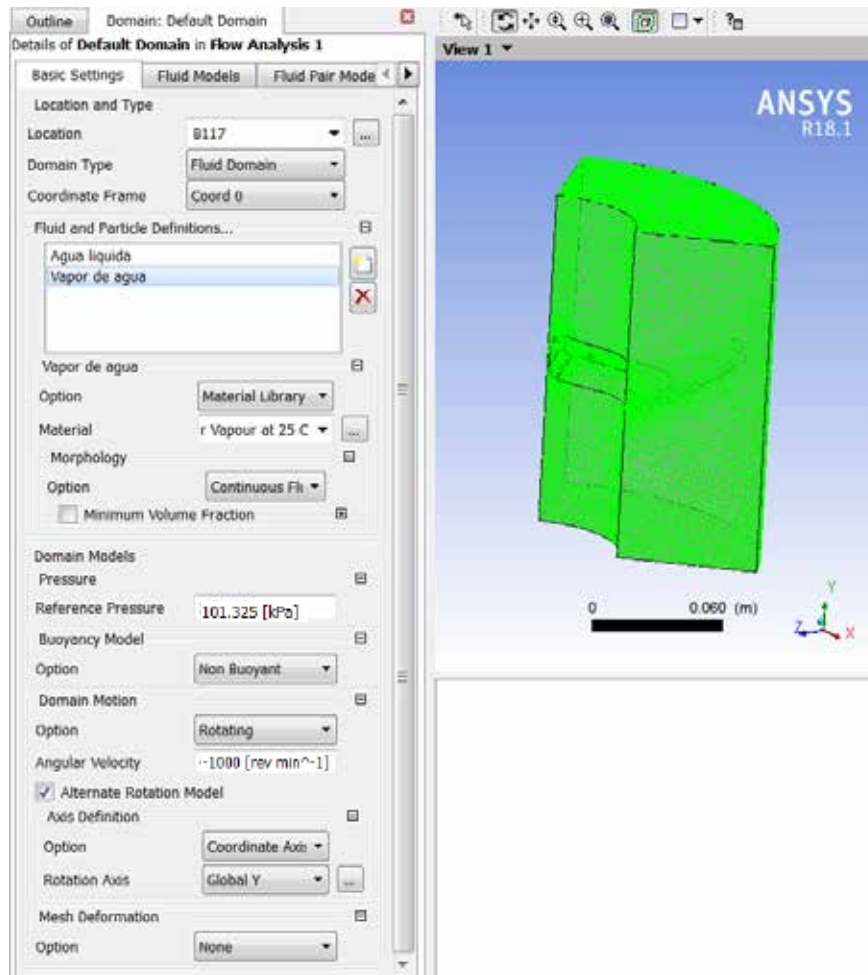 Outline Domain: Default Domain
Details of Default Domain in Flow Analysis 1
Basic Settings Fluid Models Fluid Pair Mode
Location and Type
Location B117 ...
Domain Type Fluid Domain
Coordinate Frame Coord 0
Fluid and Particle Definitions...
Agua liquida
Vapor de agua
Vapor de agua
Option Material Library
Material r Vapour at 25 C ...
Morphology
Option Continuous Flu
Minimum Volume Fraction
Domain Models
Pressure
Reference Pressure 101.325 [kPa]
Buoyancy Model
Option Non Buoyant
Domain Motion
Option Rotating
Angular Velocity -1000 [rev min^-1]
Alternate Rotation Model
Axis Definition
Option Coordinate Axis
Rotation Axis Global Y ...
Mesh Deformation
Option None
View 1
ANSYS
R18.1
0 0.060 (m)
Y
Z X